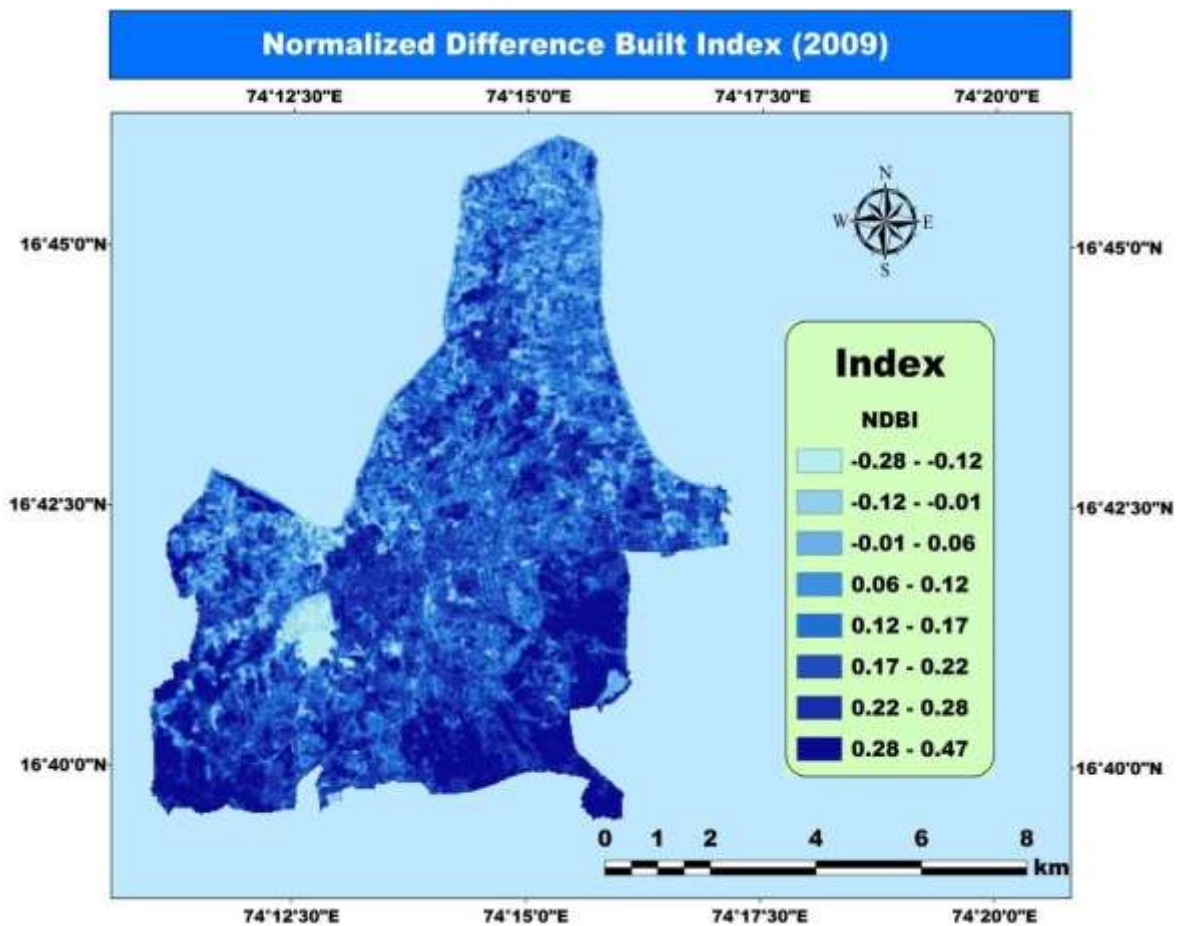 Normalized Difference Built Index (2009)
74°12'30"E 74°15'0"E 74°17'30"E 74°20'0"E
N
W E
S
16°45'0"N 16°45'0"N
Index
NDBI
-0.28 - -0.12
-0.12 - -0.01
-0.01 - 0.06
0.06 - 0.12
0.12 - 0.17
0.17 - 0.22
0.22 - 0.28
0.28 - 0.47
16°42'30"N 16°42'30"N
16°40'0"N 16°40'0"N
0 1 2 4 6 8
km
74°12'30"E 74°15'0"E 74°17'30"E 74°20'0"E